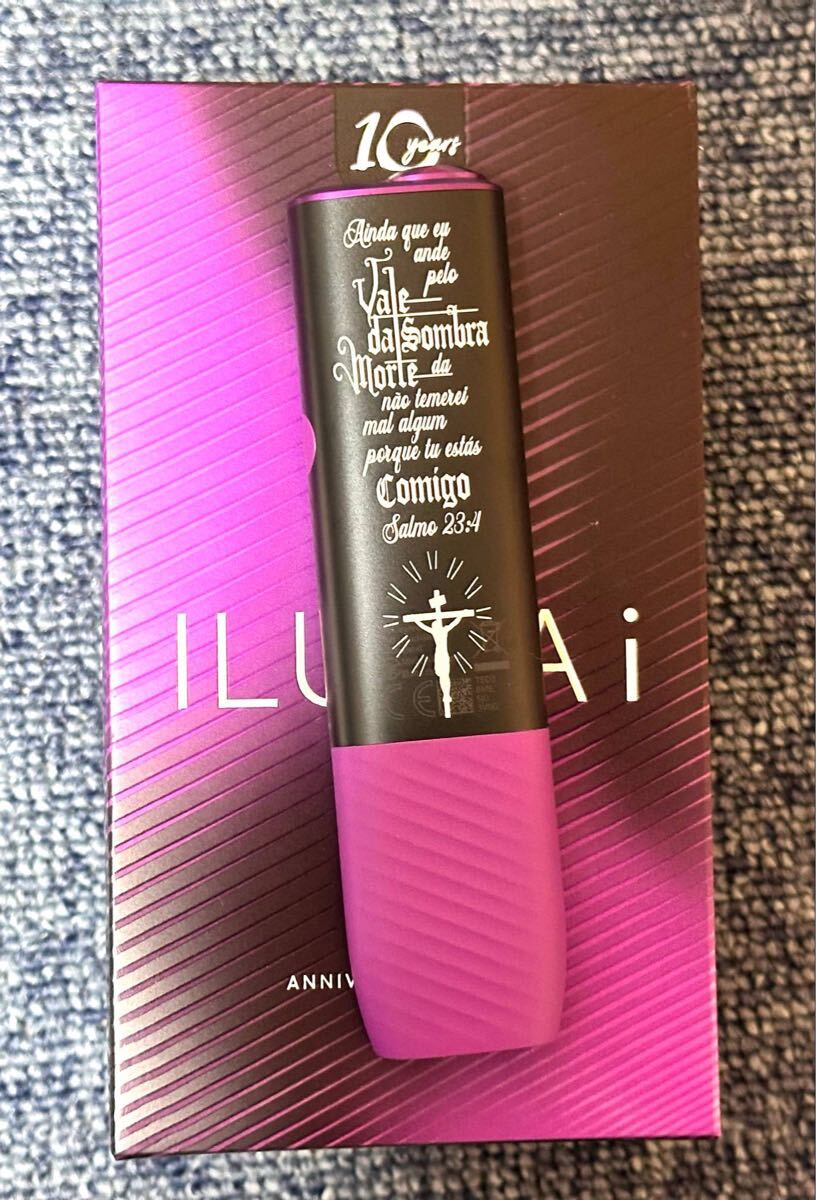 10 years
Ainda que eu
ande
pelo
Vale
da Sombra
da
Morte
não temerei
mal algum
porque tu estás
Comigo
Salmo 23:4
ILU A i
ANNIV